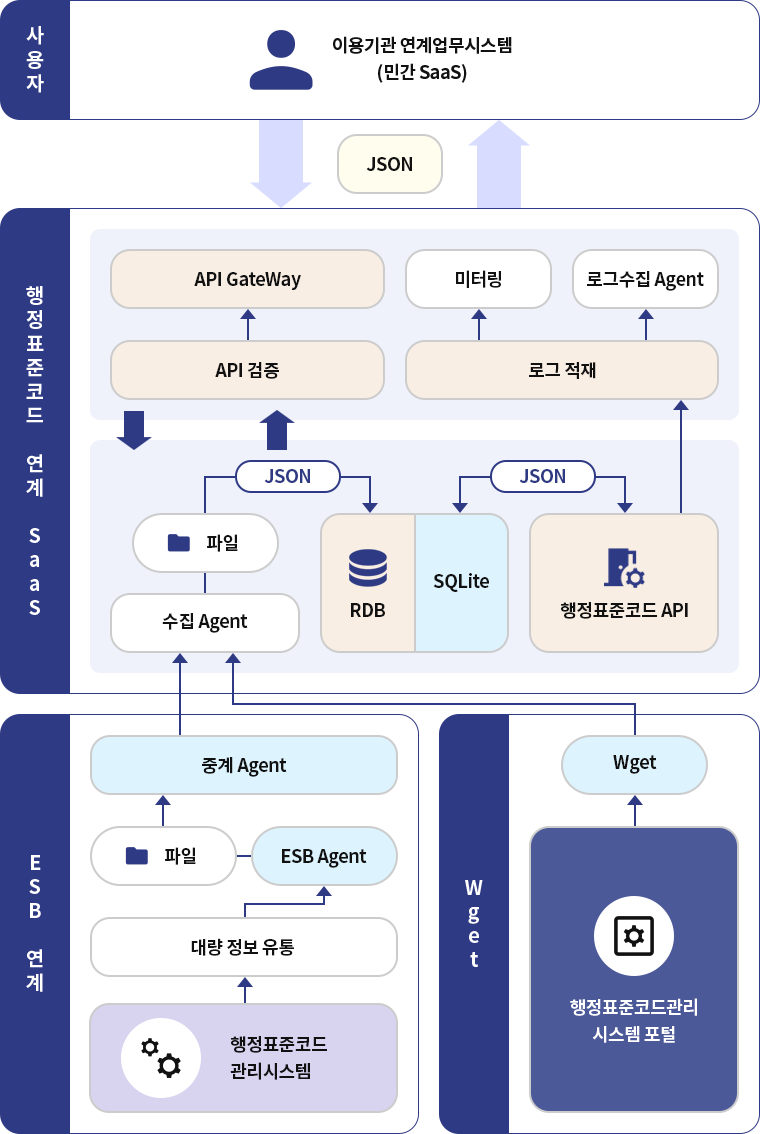 사용자
이용기관 연계업무시스템
(민간 SaaS)
JSON
행정표준코드 연계 SaaS
API GateWay
미터링
로그수집 Agent
API 검증
로그 적재
JSON
JSON
파일
RDB
SQLite
행정표준코드 API
수집 Agent
ESB 연계
중계 Agent
파일
ESB Agent
대량 정보 유통
행정표준코드
관리시스템
Wget
Wget
행정표준코드관리
시스템 포털